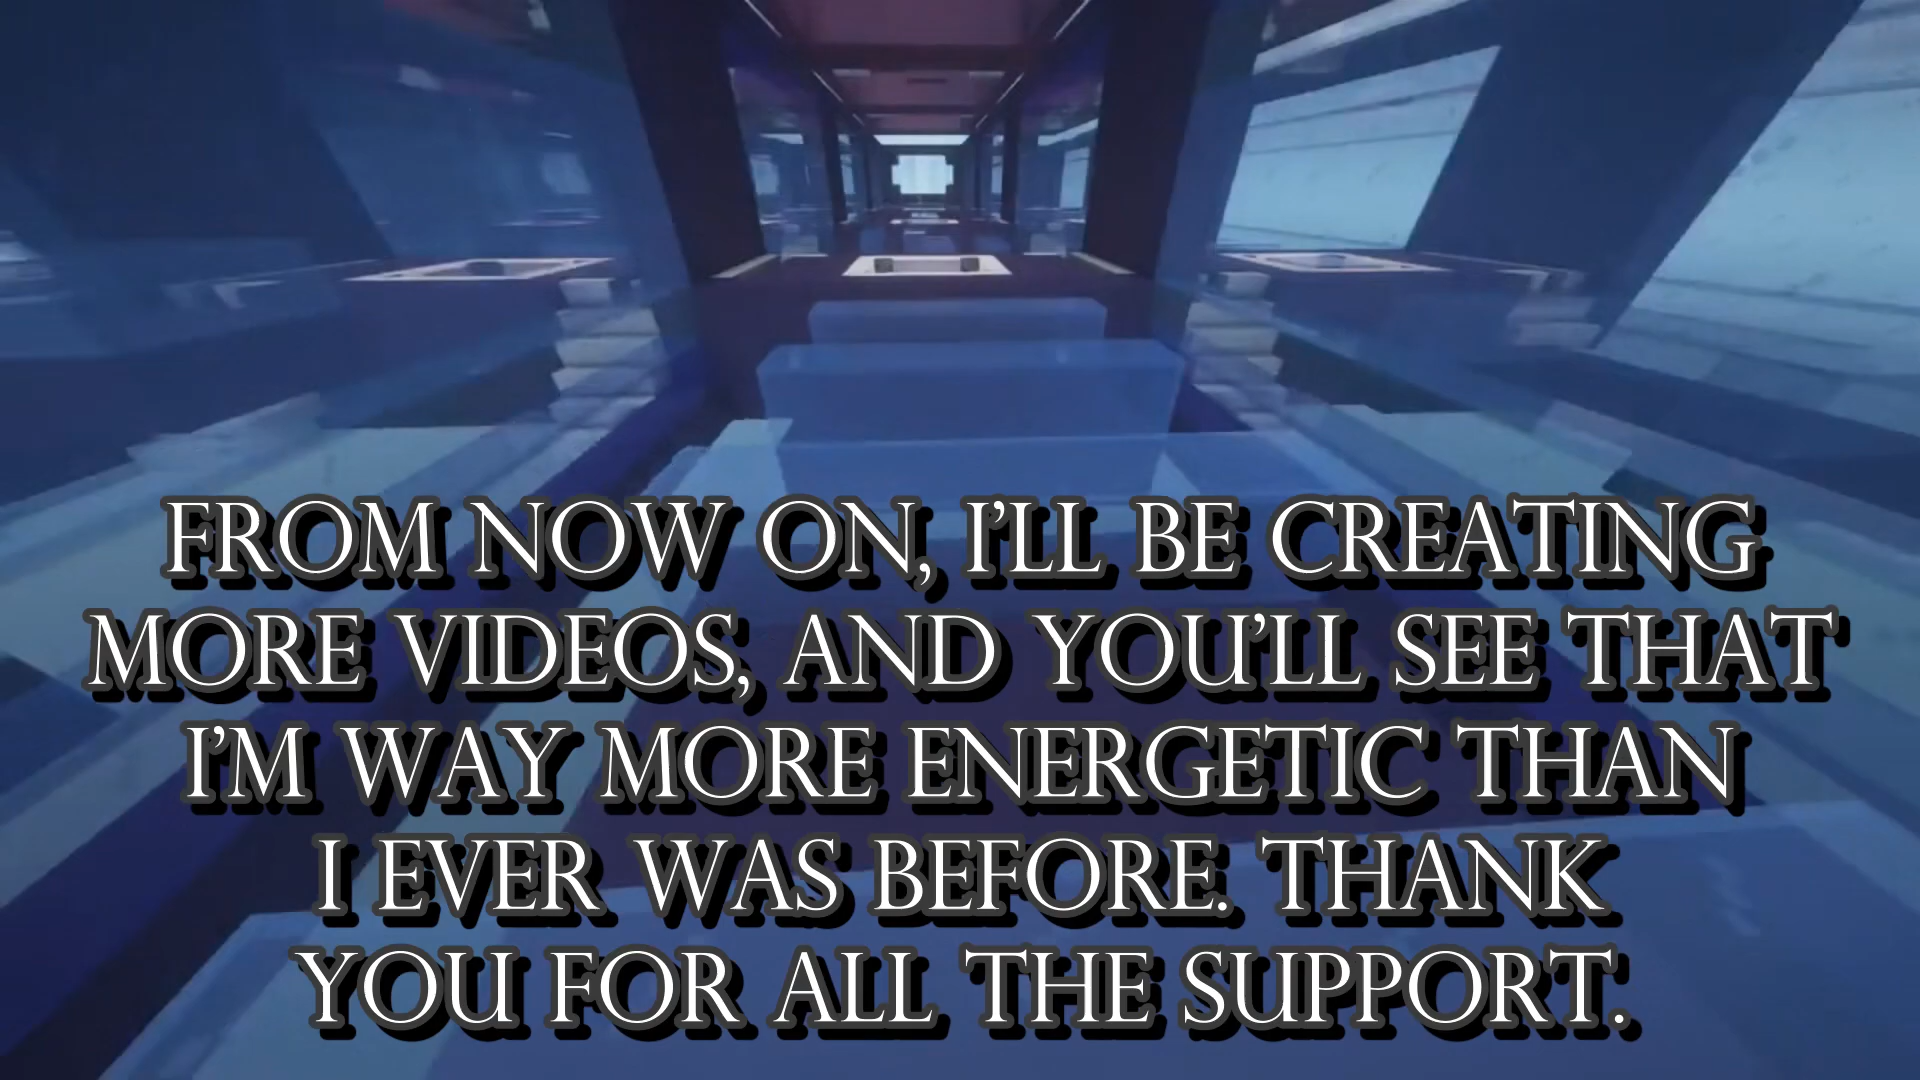 FROM NOW ON, I'LL BE CREATING
MORE VIDEOS, AND YOU'LL SEE THAT
I'M WAY MORE ENERGETIC THAN
I EVER WAS BEFORE. THANK
YOU FOR ALL THE SUPPORT.